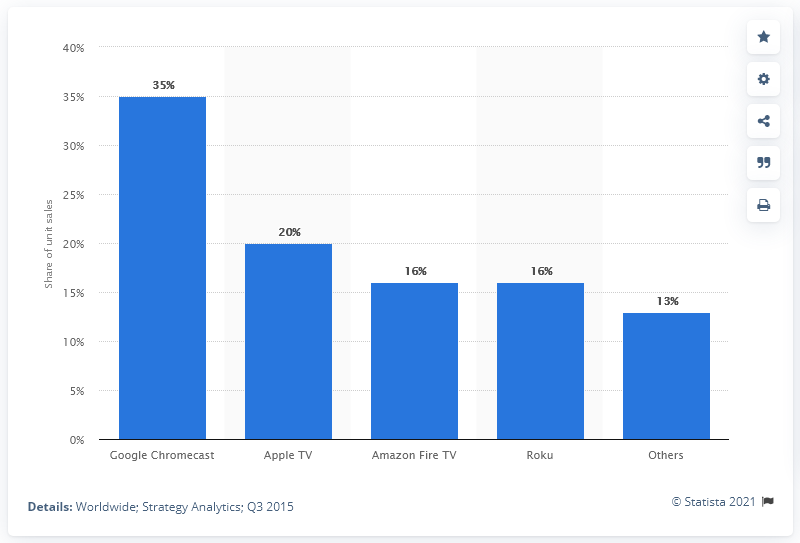 40%
35%
35%
30%
25%
20%
20%
16%
16%
15%
13%
10%
5%
0%
Share of unit sales
Google Chromecast
Apple TV
Amazon Fire TV
Roku
Others
Details: Worldwide; Strategy Analytics; Q3 2015
© Statista 2021